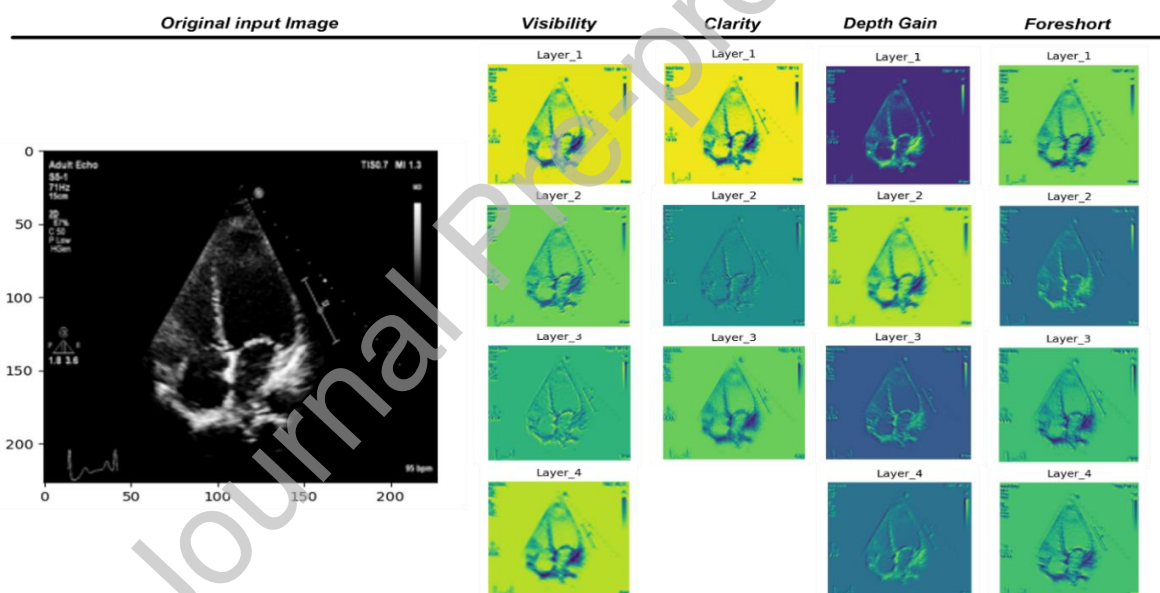 Original input Image Visibility Clarity Depth Gain Foreshort
Layer_1 Layer_1 Layer_1 Layer_1
Layer_2 Layer_2 Layer_2 Layer_2
Layer_3 Layer_3 Layer_3 Layer_3
Layer_4 Layer_4 Layer_4
0
50
100
150
200
0 50 100 150 200
Adult Echo
S5-1
71Hz
15cm
2D
67%
C 50
P Low
HGen
TIS0.7 MI 1.3
1.8 3.6
95 bpm
Journal Pre-pro